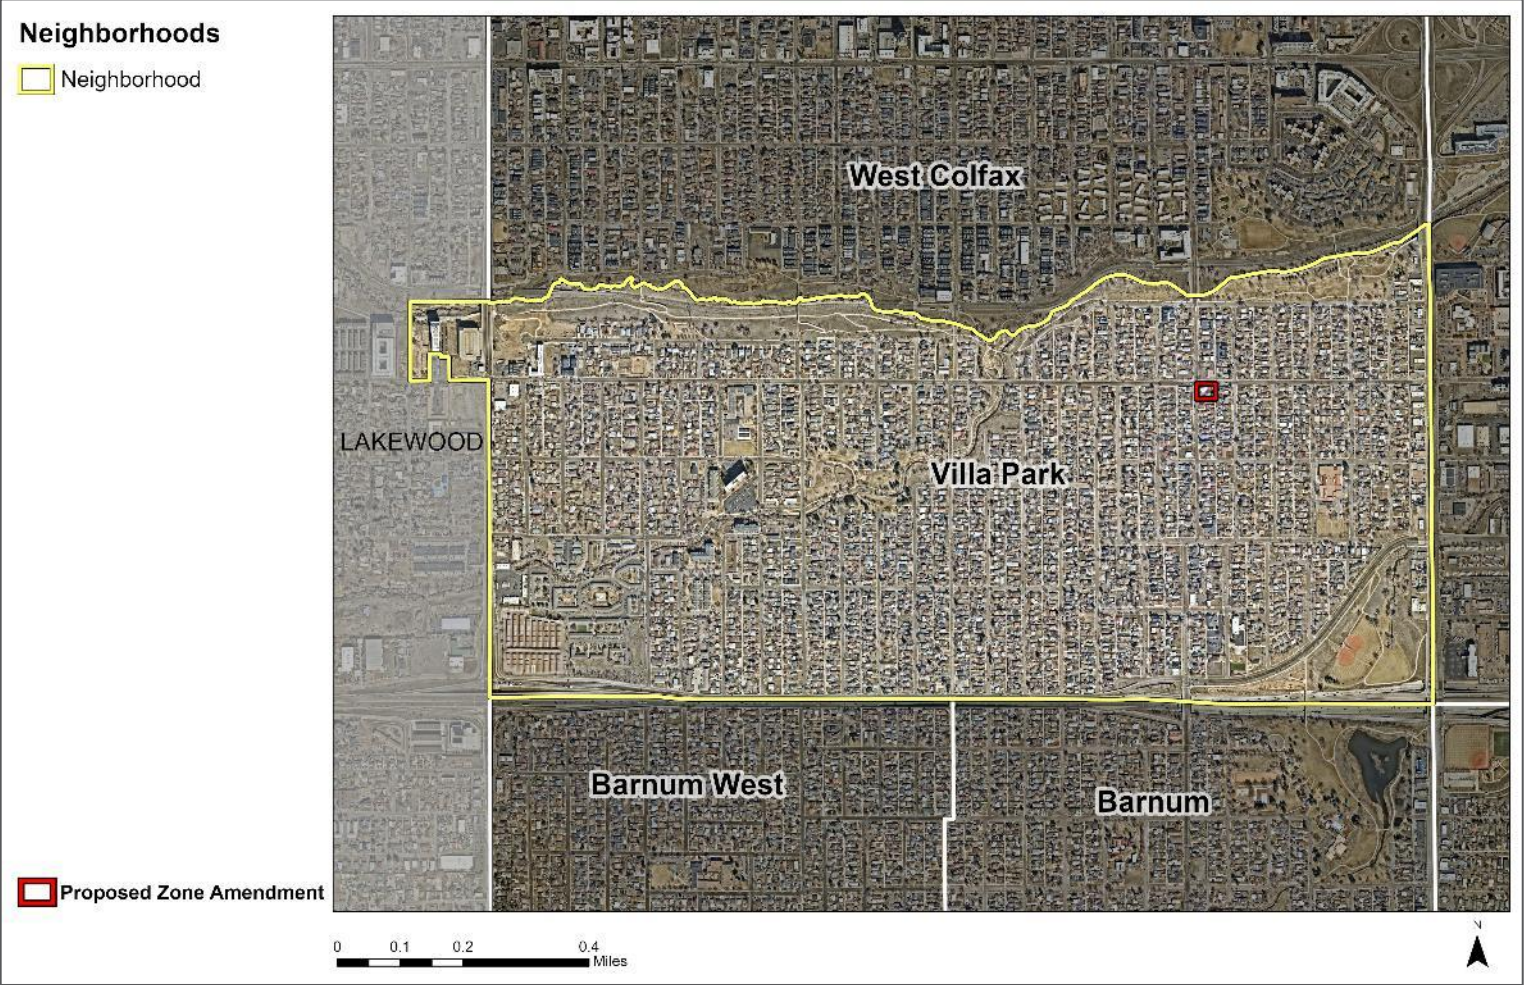 Neighborhoods
Neighborhood
West Colfax
LAKEWOOD
Villa Park
Barnum West
Barnum
Proposed Zone Amendment
N
0 0.1 0.2 0.4
Miles